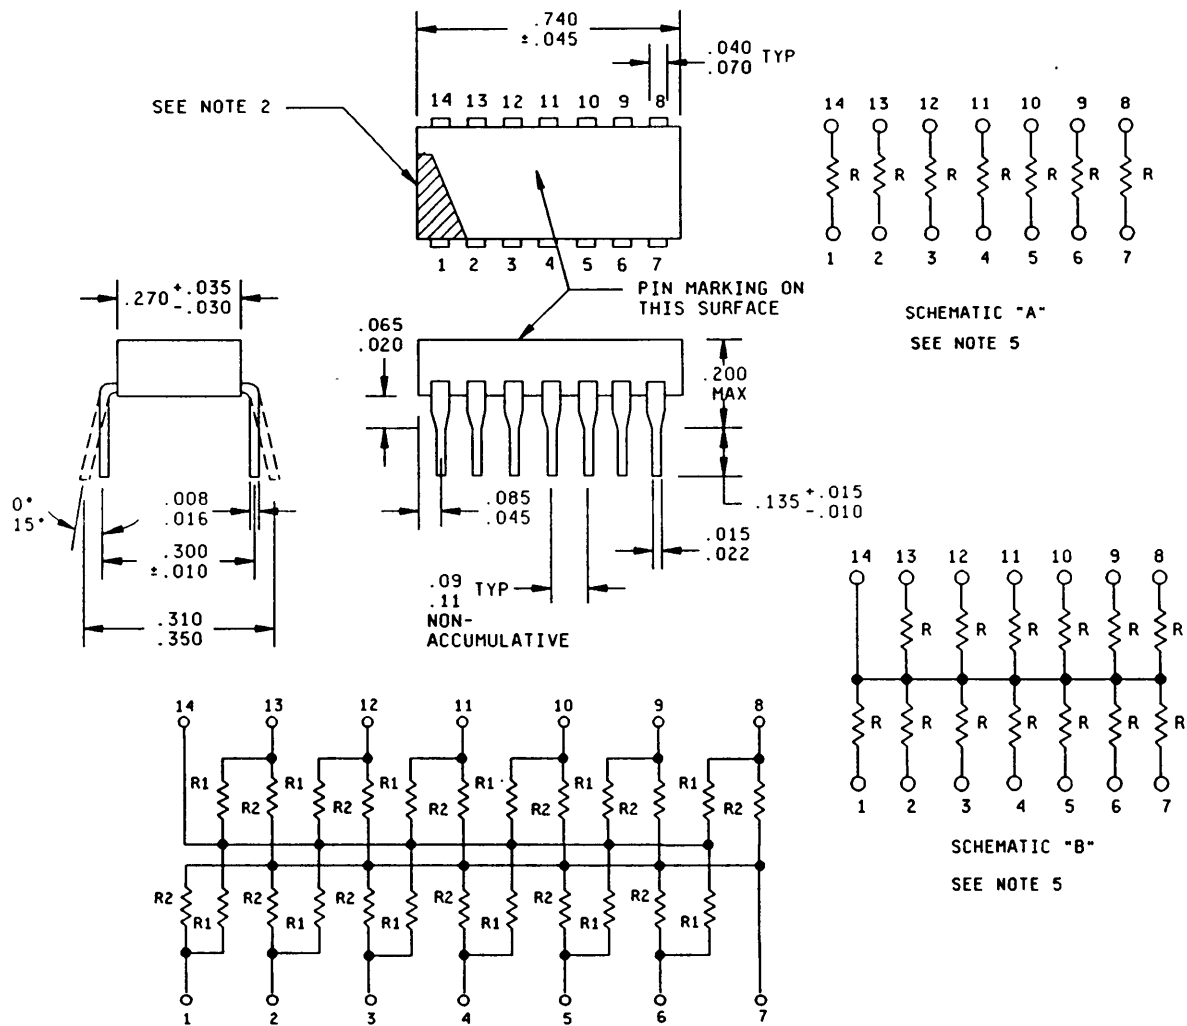 .740
±.045
.040
.070 TYP
SEE NOTE 2
14 13 12 11 10 9 8
1 2 3 4 5 6 7
14 13 12 11 10 9 8
R R R R R R R
1 2 3 4 5 6 7
SCHEMATIC "A"
SEE NOTE 5
PIN MARKING ON
THIS SURFACE
.270 +.035
-.030
.065
.020
.200
MAX
0°
15°
.008
.016
.300
±.010
.310
.350
.085
.045
.135 +.015
-.010
.015
.022
.09 TYP
.11
NON-
ACCUMULATIVE
14 13 12 11 10 9 8
R R R R R R
R R R R R R R
1 2 3 4 5 6 7
SCHEMATIC "B"
SEE NOTE 5
14 13 12 11 10 9 8
R1 R1 R1 R1 R1 R1 R1
R2 R2 R2 R2 R2 R2 R2
R2 R2 R2 R2 R2 R2
R1 R1 R1 R1 R1 R1
1 2 3 4 5 6 7